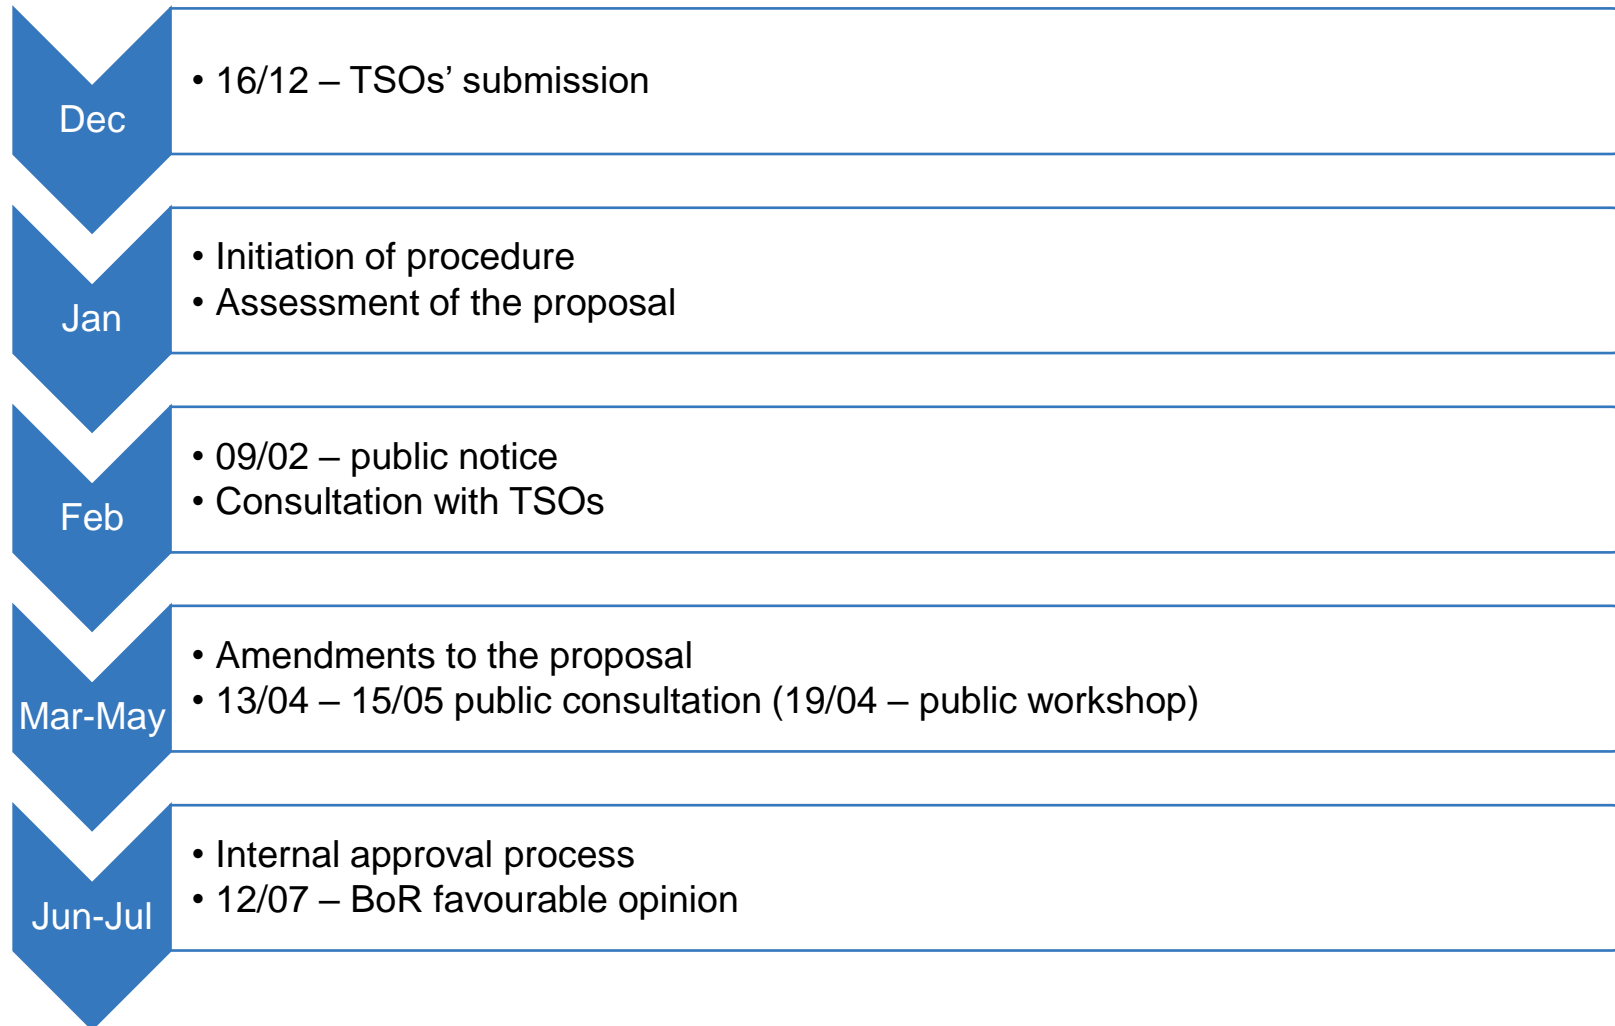 Dec
• 16/12 – TSOs’ submission
Jan
• Initiation of procedure
• Assessment of the proposal
Feb
• 09/02 – public notice
• Consultation with TSOs
Mar-May
• Amendments to the proposal
• 13/04 – 15/05 public consultation (19/04 – public workshop)
Jun-Jul
• Internal approval process
• 12/07 – BoR favourable opinion